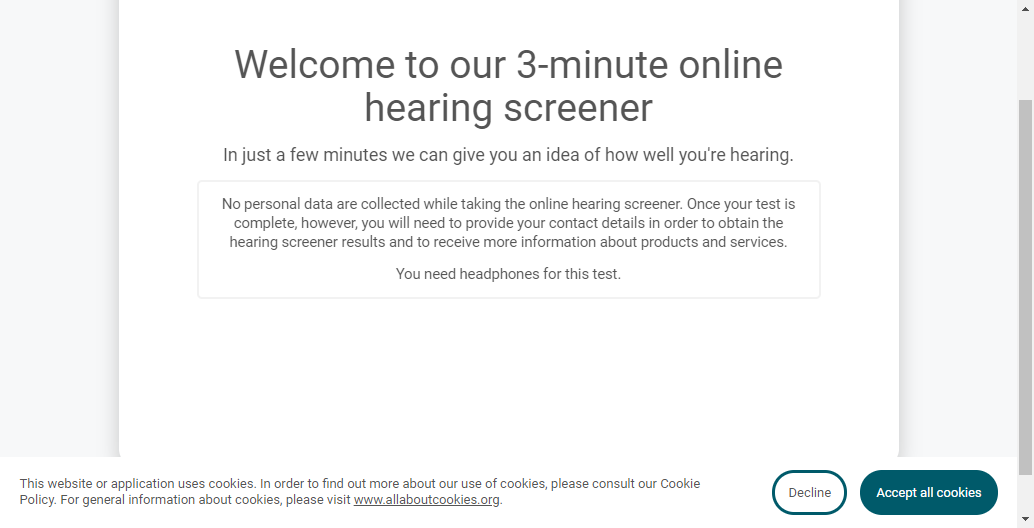 Welcome to our 3-minute online
hearing screener
In just a few minutes we can give you an idea of how well you're hearing.
No personal data are collected while taking the online hearing screener. Once your test is
complete, however, you will need to provide your contact details in order to obtain the
hearing screener results and to receive more information about products and services.
You need headphones for this test.
This website or application uses cookies. In order to find out more about our use of cookies, please consult our Cookie
Policy. For general information about cookies, please visit www.allaboutcookies.org.
Decline
Accept all cookies